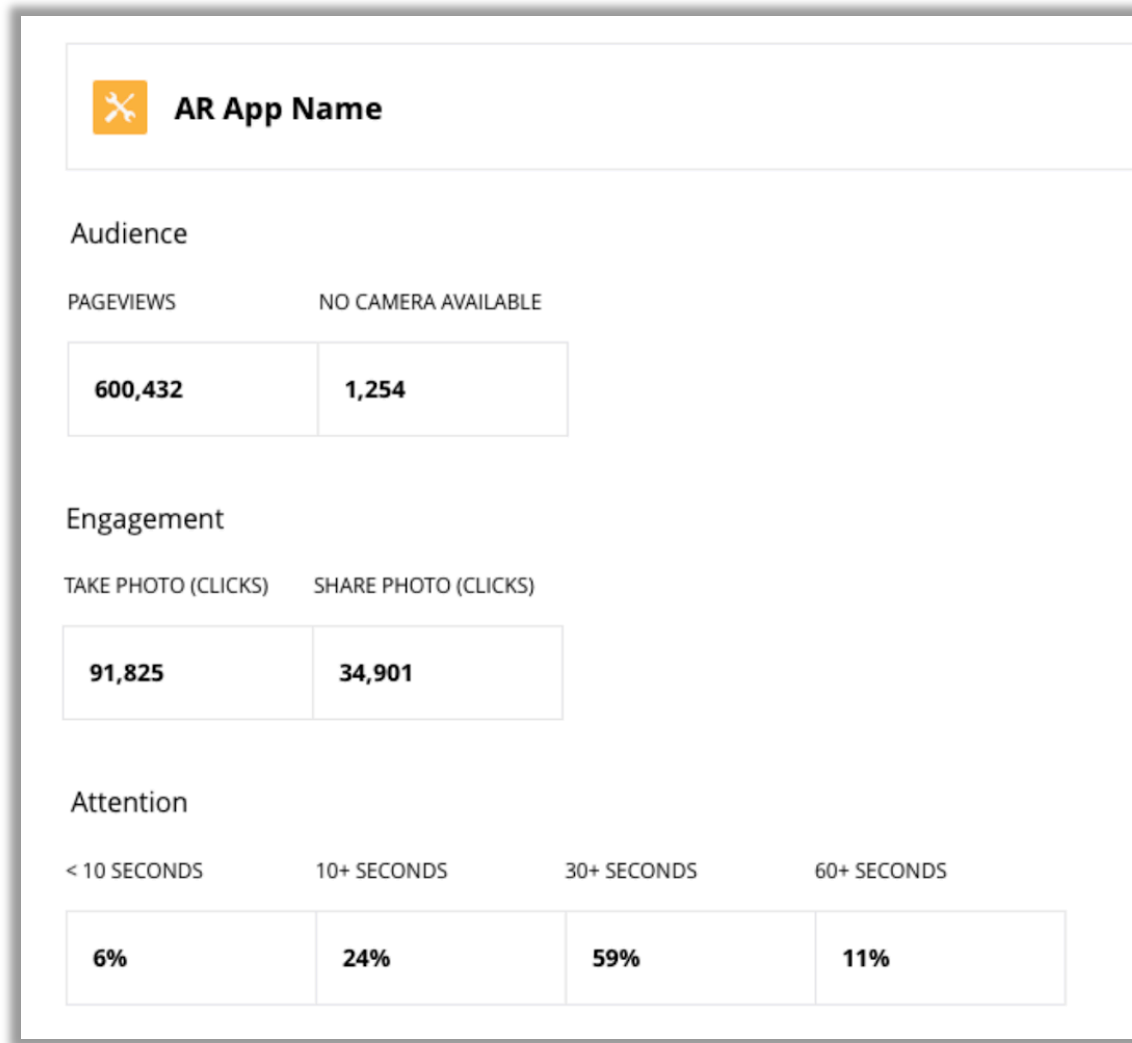 AR App Name
Audience
PAGEVIEWS NO CAMERA AVAILABLE
600,432 1,254
Engagement
TAKE PHOTO (CLICKS) SHARE PHOTO (CLICKS)
91,825 34,901
Attention
< 10 SECONDS 10+ SECONDS 30+ SECONDS 60+ SECONDS
6% 24% 59% 11%